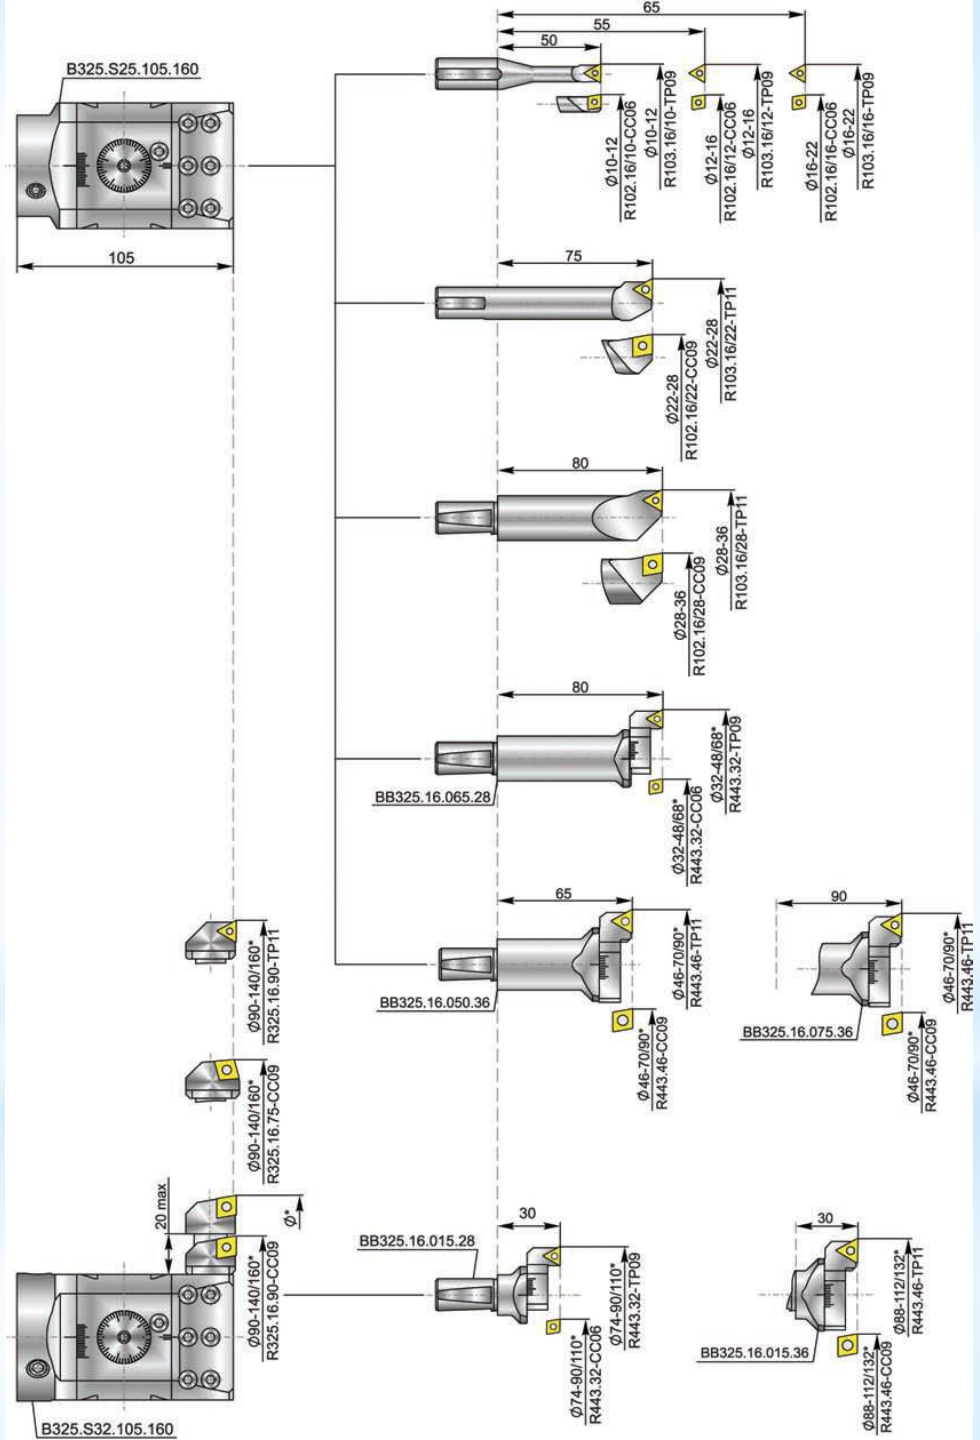 65
55
50
B325.S25.105.160
Ø10-12
R102.16/10-CC06
Ø10-12
R103.16/10-TP09
Ø12-16
R102.16/12-CC06
Ø12-16
R103.16/12-TP09
Ø16-22
R102.16/16-CC06
Ø16-22
R103.16/16-TP09
105
75
Ø22-28
R102.16/22-CC09
Ø22-28
R103.16/22-TP11
80
Ø28-36
R102.16/28-CC09
Ø28-36
R103.16/28-TP11
80
BB325.16.065.28
Ø32-48/68*
R443.32-CC06
Ø32-48/68*
R443.32-TP09
65
90
Ø90-140/160*
R325.16.90-TP11
BB325.16.050.36
Ø46-70/90*
R443.46-CC09
Ø46-70/90*
R443.46-TP11
BB325.16.075.36
Ø46-70/90*
R443.46-CC09
Ø46-70/90*
R443.46-TP11
Ø90-140/160*
R325.16.75-CC09
20 max
Ø*
Ø90-140/160*
R325.16.90-CC09
30
30
BB325.16.015.28
Ø74-90/110*
R443.32-CC06
Ø74-90/110*
R443.32-TP09
BB325.16.015.36
Ø88-112/132*
R443.46-CC09
Ø88-112/132*
R443.46-TP11
B325.S32.105.160